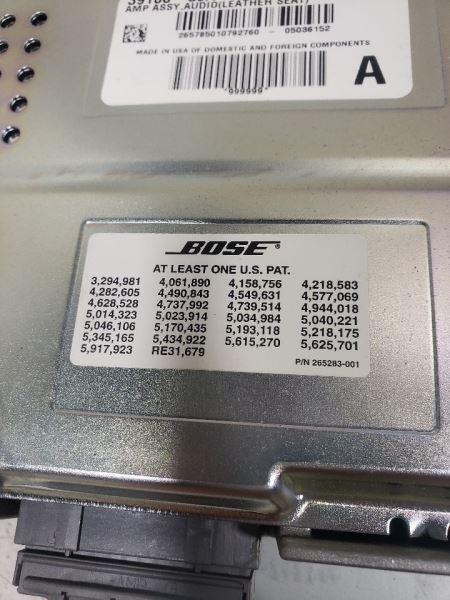 AMP ASSY,AUDIO(LEATHER SEAT)
265785010792760 -05036152
MADE IN USA OF DOMESTIC AND FOREIGN COMPONENTS
A
*999999*
BOSE®
AT LEAST ONE U.S. PAT.
3,294,981 4,061,890 4,158,756 4,218,583
4,282,605 4,490,843 4,549,631 4,577,069
4,628,528 4,737,992 4,739,514 4,944,018
5,014,323 5,023,914 5,034,984 5,040,221
5,046,106 5,170,435 5,193,118 5,218,175
5,345,165 5,434,922 5,615,270 5,625,701
5,917,923 RE31,679
P/N 265283-001